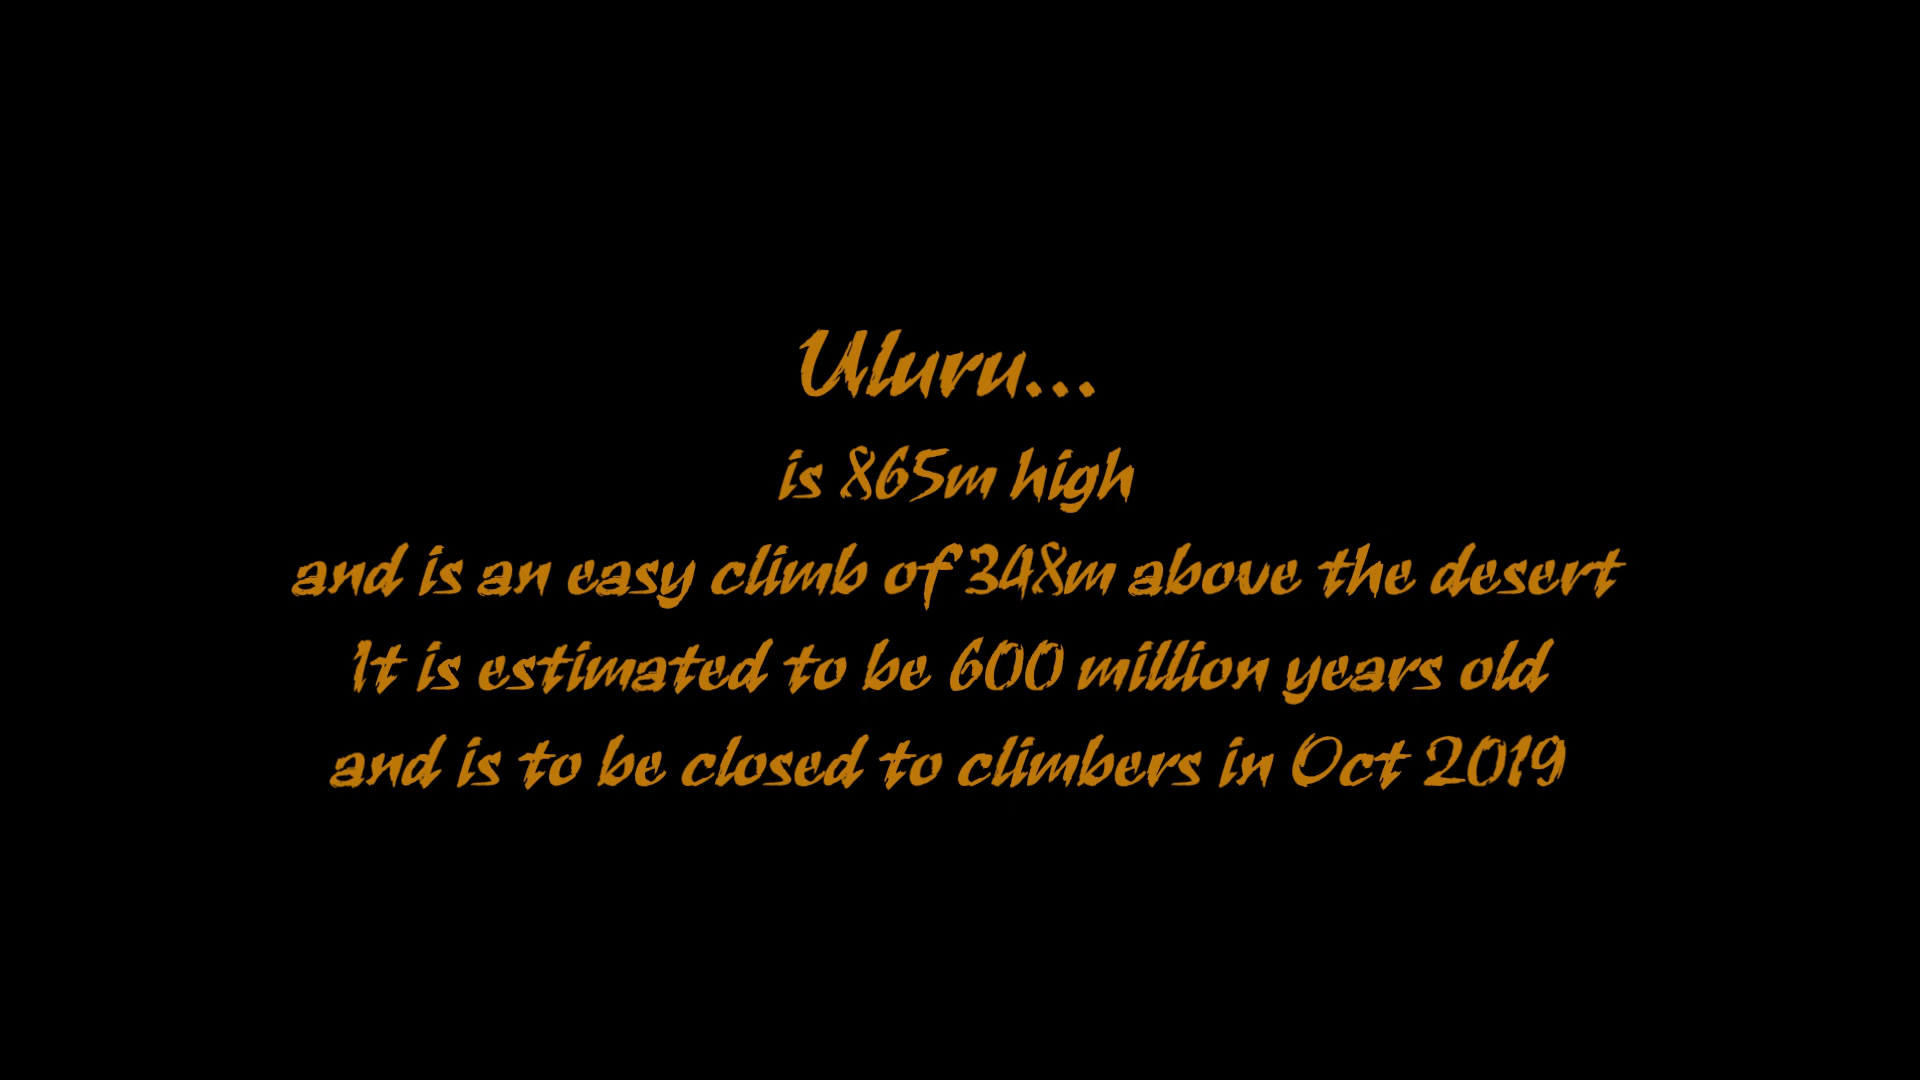 Uluru...
is 865m high
and is an easy climb of 348m above the desert
It is estimated to be 600 million years old
and is to be closed to climbers in Oct 2019